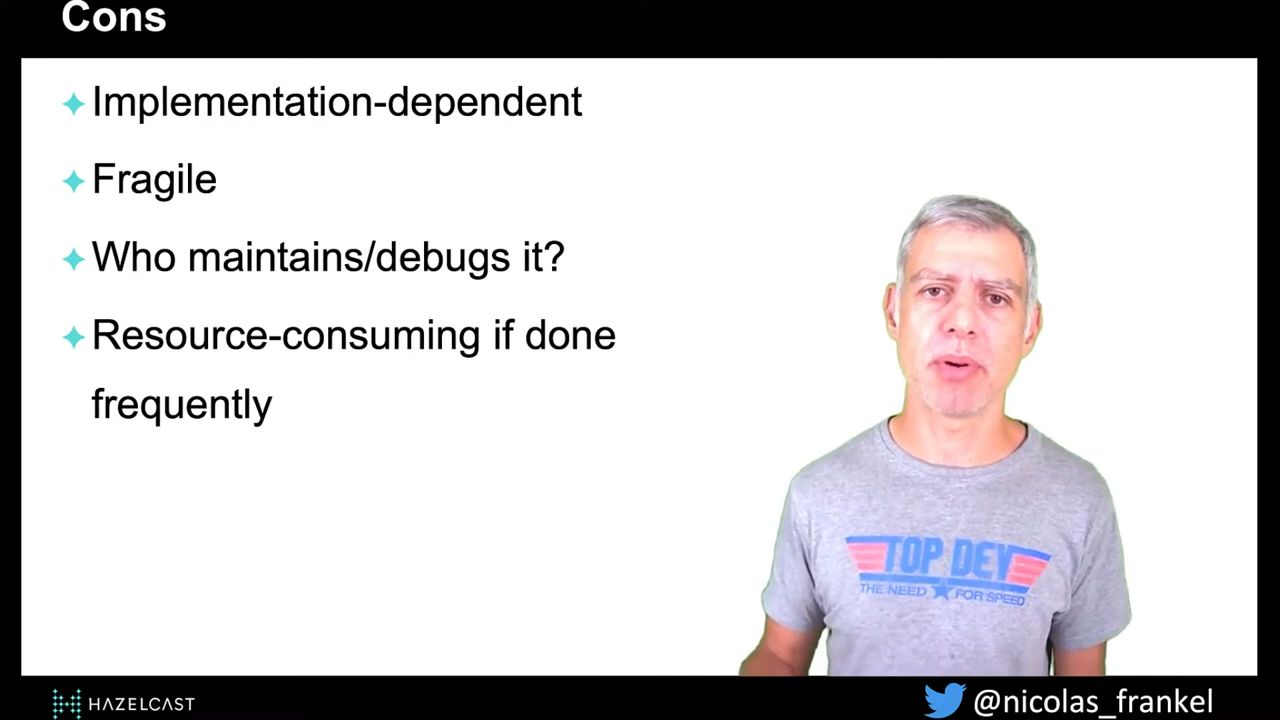 Cons
Implementation-dependent
Fragile
Who maintains/debugs it?
Resource-consuming if done
frequently
TOP DEV
THE NEED FOR SPEED
HAZELCAST
@nicolas_frankel